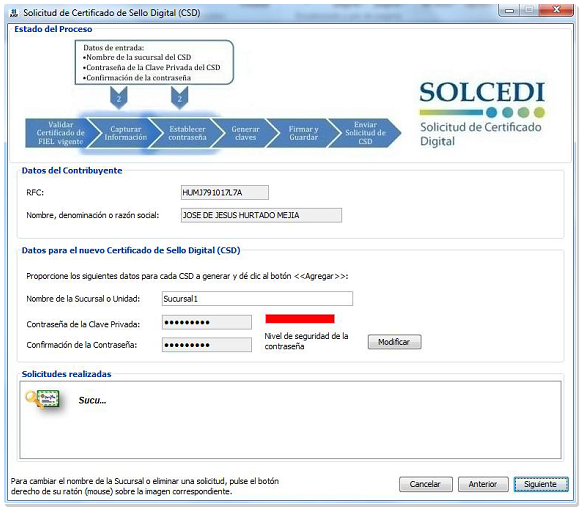 Solicitud de Certificado de Sello Digital (CSD)
Estado del Proceso
Datos de entrada:
•Nombre de la sucursal del CSD
•Contraseña de la Clave Privada del CSD
•Confirmación de la contraseña
2
2
Validar
Certificado de
FIEL vigente
Capturar
Información
Establecer
contraseña
Generar
claves
Firmar y
Guardar
Enviar
Solicitud de
CSD
SOLCEDI
Solicitud de Certificado
Digital
Datos del Contribuyente
RFC:
HUMJ791017L7A
Nombre, denominación o razón social:
JOSE DE JESUS HURTADO MEJIA
Datos para el nuevo Certificado de Sello Digital (CSD)
Proporcione los siguientes datos para cada CSD a generar y dé clic al botón <<Agregar>>:
Nombre de la Sucursal o Unidad:
Sucursal1
Contraseña de la Clave Privada:
●●●●●●●●●
Confirmación de la Contraseña:
●●●●●●●●●
Nivel de seguridad de la
contraseña
Modificar
Solicitudes realizadas
Sucu...
Para cambiar el nombre de la Sucursal o eliminar una solicitud, pulse el botón
derecho de su ratón (mouse) sobre la imagen correspondiente.
Cancelar
Anterior
Siguiente